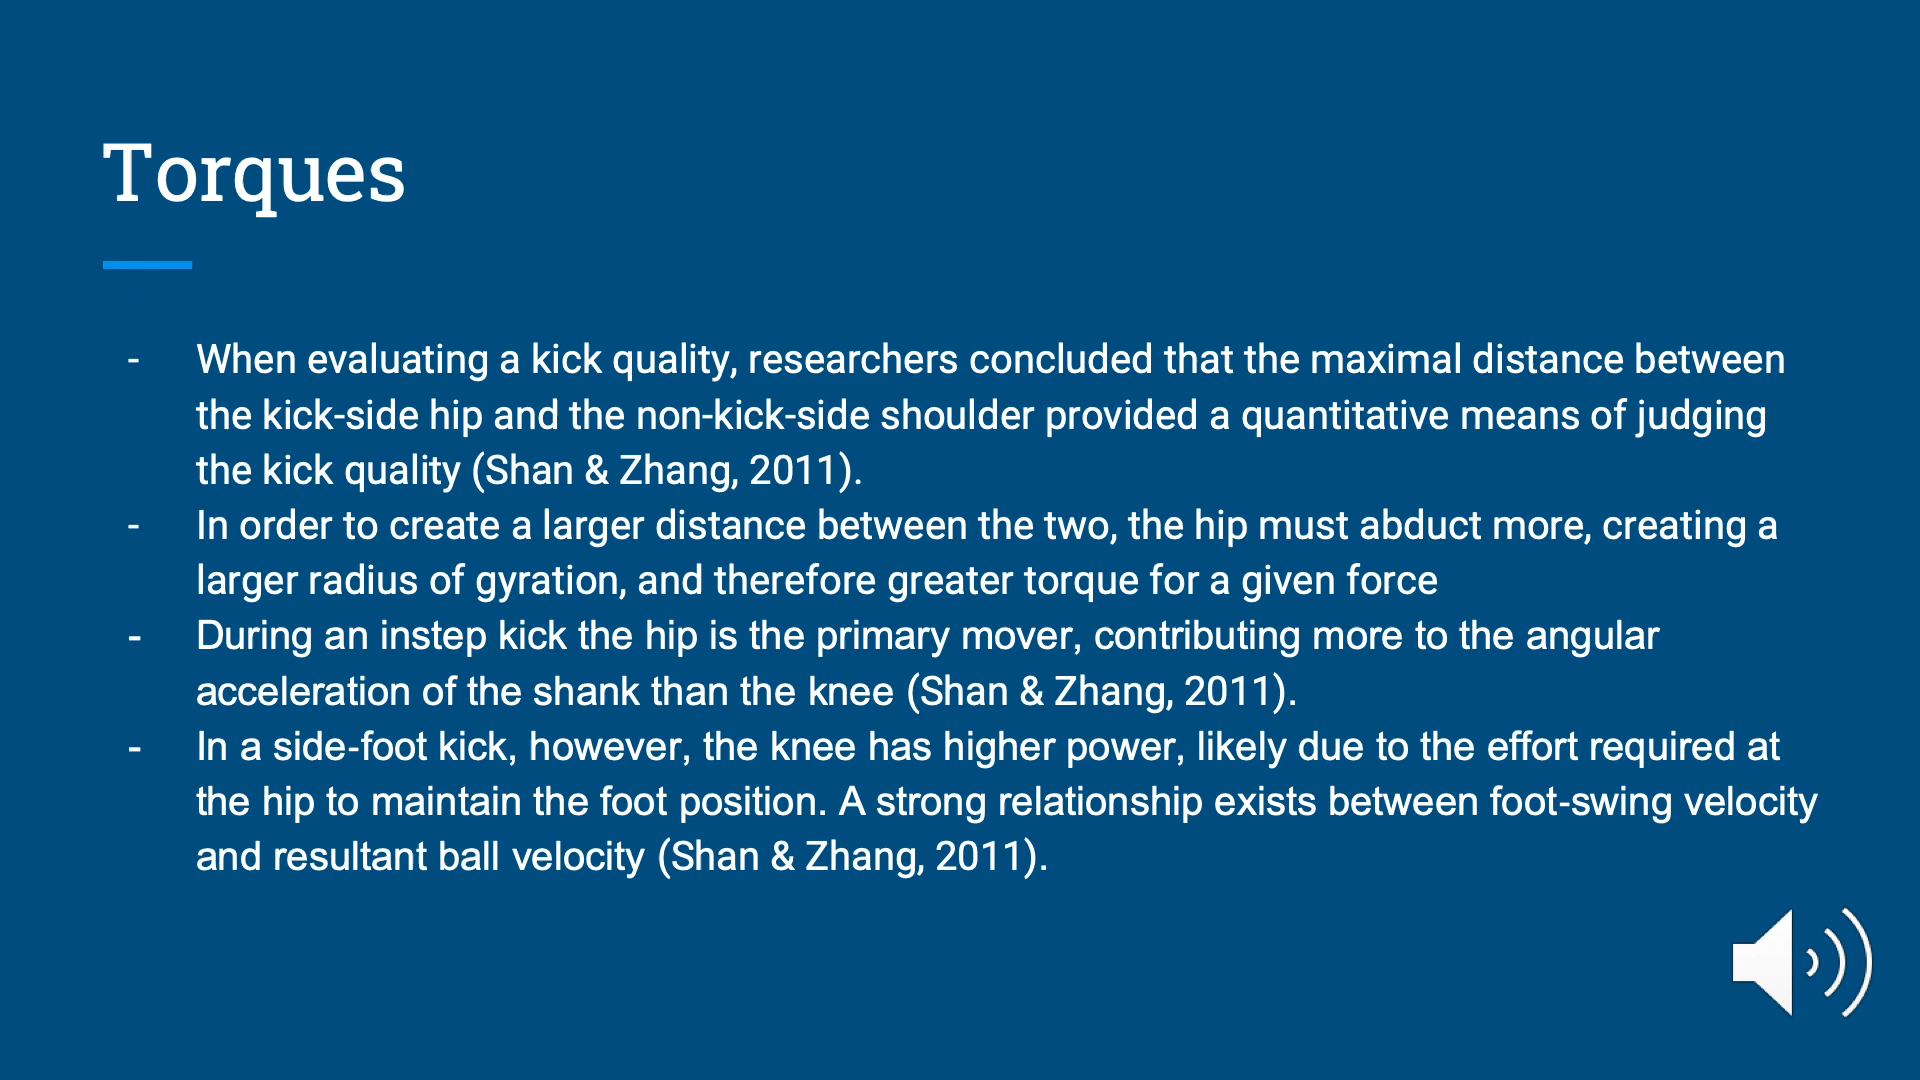 Torques
- When evaluating a kick quality, researchers concluded that the maximal distance between
the kick-side hip and the non-kick-side shoulder provided a quantitative means of judging
the kick quality (Shan & Zhang, 2011).
- In order to create a larger distance between the two, the hip must abduct more, creating a
larger radius of gyration, and therefore greater torque for a given force
- During an instep kick the hip is the primary mover, contributing more to the angular
acceleration of the shank than the knee (Shan & Zhang, 2011).
- In a side-foot kick, however, the knee has higher power, likely due to the effort required at
the hip to maintain the foot position. A strong relationship exists between foot-swing velocity
and resultant ball velocity (Shan & Zhang, 2011).